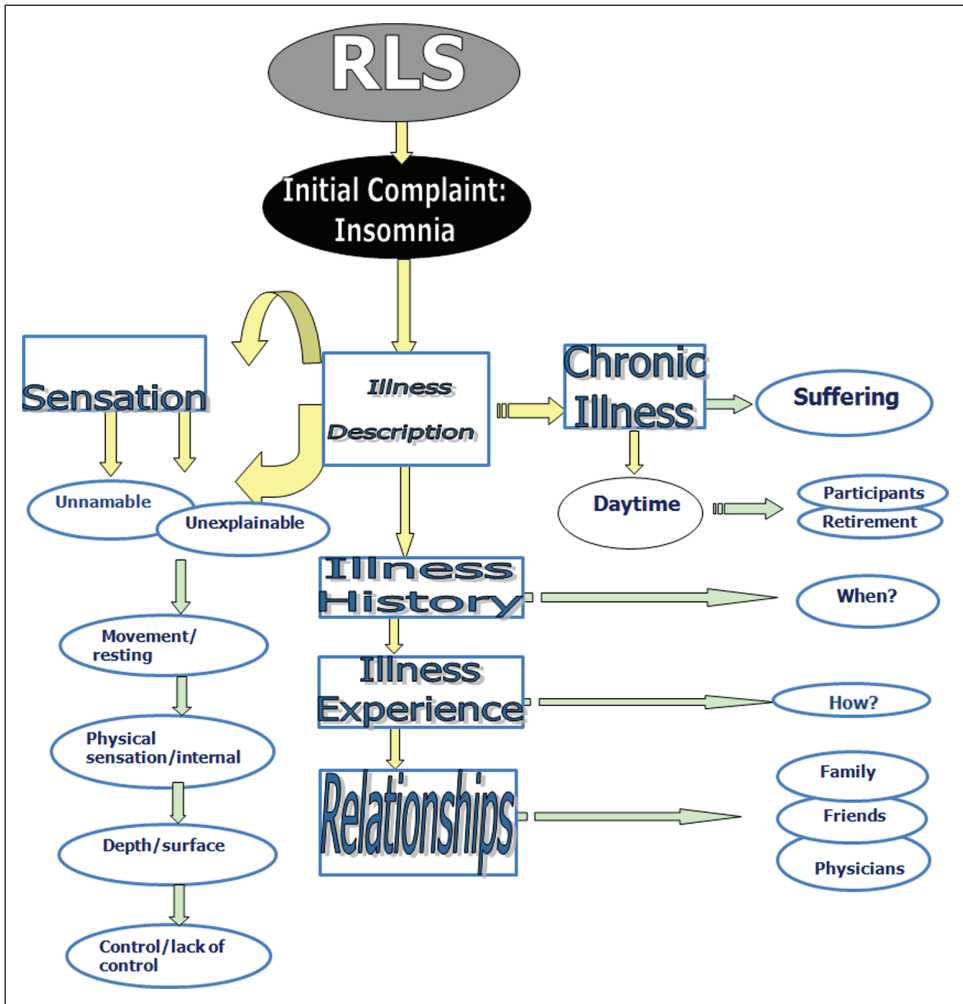 RLS
Initial Complaint:
Insomnia
Sensation
Illness
Description
Chronic
Illness
Suffering
Unnamable
Unexplainable
Daytime
Participants
Retirement
Illness
History
When?
Movement/
resting
Illness
Experience
How?
Physical
sensation/internal
Relationships
Family
Friends
Physicians
Depth/surface
Control/lack of
control